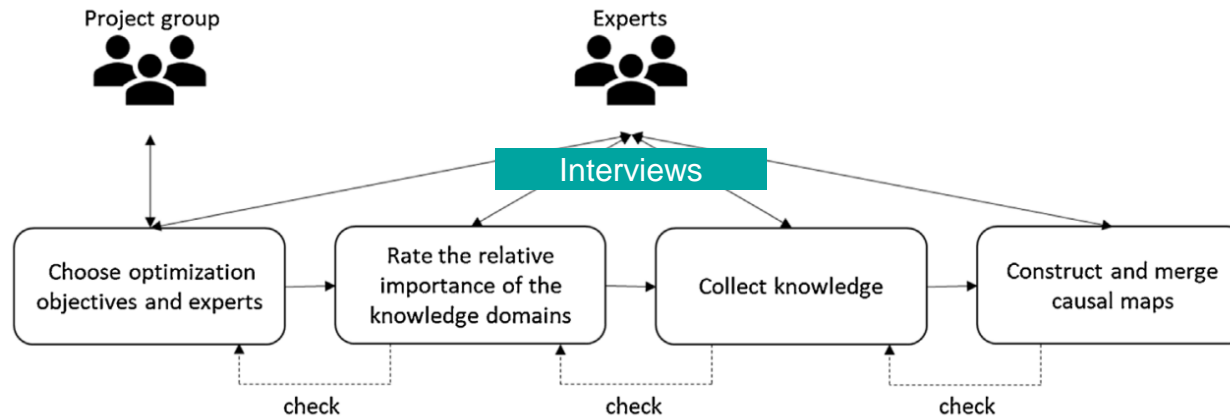 Project group
Experts
Interviews
Choose optimization
objectives and experts
Rate the relative
importance of the
knowledge domains
Collect knowledge
Construct and merge
causal maps
check
check
check